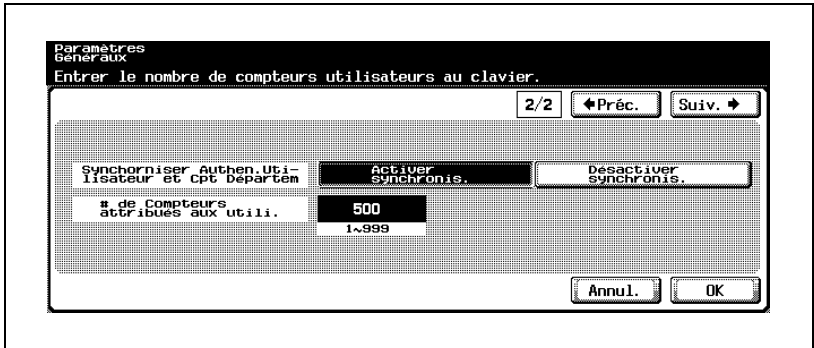 Paramètres
Généraux
Entrer le nombre de compteurs utilisateurs au clavier.
2/2 Préc. Suiv.
Synchorniser Authen.Uti-
lisateur et Cpt Départem
Activer
synchronis.
Désactiver
synchronis.
# de Compteurs
attribués aux utili.
500
1~999
Annul. OK